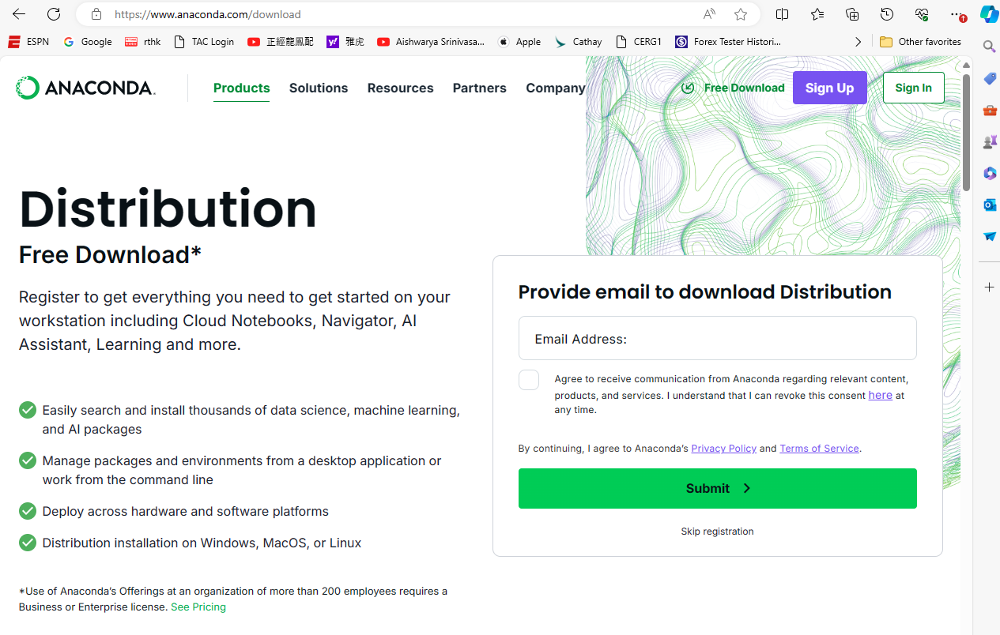 https://www.anaconda.com/download
ESPN Google rthk TAC Login 正經龍鳳配 雅虎 Aishwarya Srinivasa... Apple Cathay CERG1 Forex Tester Histori... Other favorites
ANACONDA. Products Solutions Resources Partners Company Free Download Sign Up Sign In
Distribution
Free Download*
Register to get everything you need to get started on your
workstation including Cloud Notebooks, Navigator, AI
Assistant, Learning and more.
Easily search and install thousands of data science, machine learning,
and AI packages
Manage packages and environments from a desktop application or
work from the command line
Deploy across hardware and software platforms
Distribution installation on Windows, MacOS, or Linux
*Use of Anaconda’s Offerings at an organization of more than 200 employees requires a
Business or Enterprise license. See Pricing
Provide email to download Distribution
Email Address:
Agree to receive communication from Anaconda regarding relevant content,
products, and services. I understand that I can revoke this consent here at
any time.
By continuing, I agree to Anaconda’s Privacy Policy and Terms of Service.
Submit
Skip registration